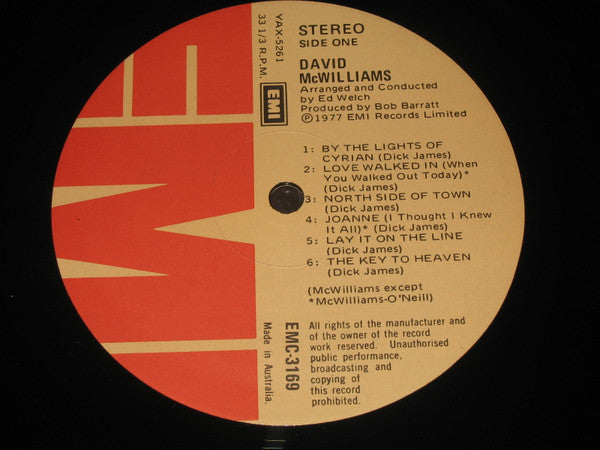 EMI
YAX-5261
33 1/3 R.P.M.
EMI
STEREO
SIDE ONE
DAVID
McWILLIAMS
Arranged and Conducted
by Ed Welch
Produced by Bob Barratt
Ⓟ1977 EMI Records Limited
1: BY THE LIGHTS OF
CYRIAN (Dick James)
2: LOVE WALKED IN (When
You Walked Out Today)*
(Dick James)
3: NORTH SIDE OF TOWN
(Dick James)
4: JOANNE (I Thought I Knew
It All)* (Dick James)
5: LAY IT ON THE LINE
(Dick James)
6: THE KEY TO HEAVEN
(Dick James)
(McWilliams except
*McWilliams-O'Neill)
EMC-3169
Made in Australia.
All rights of the manufacturer and
of the owner of the record
work reserved. Unauthorised
public performance,
broadcasting and
copying of
this record
prohibited.